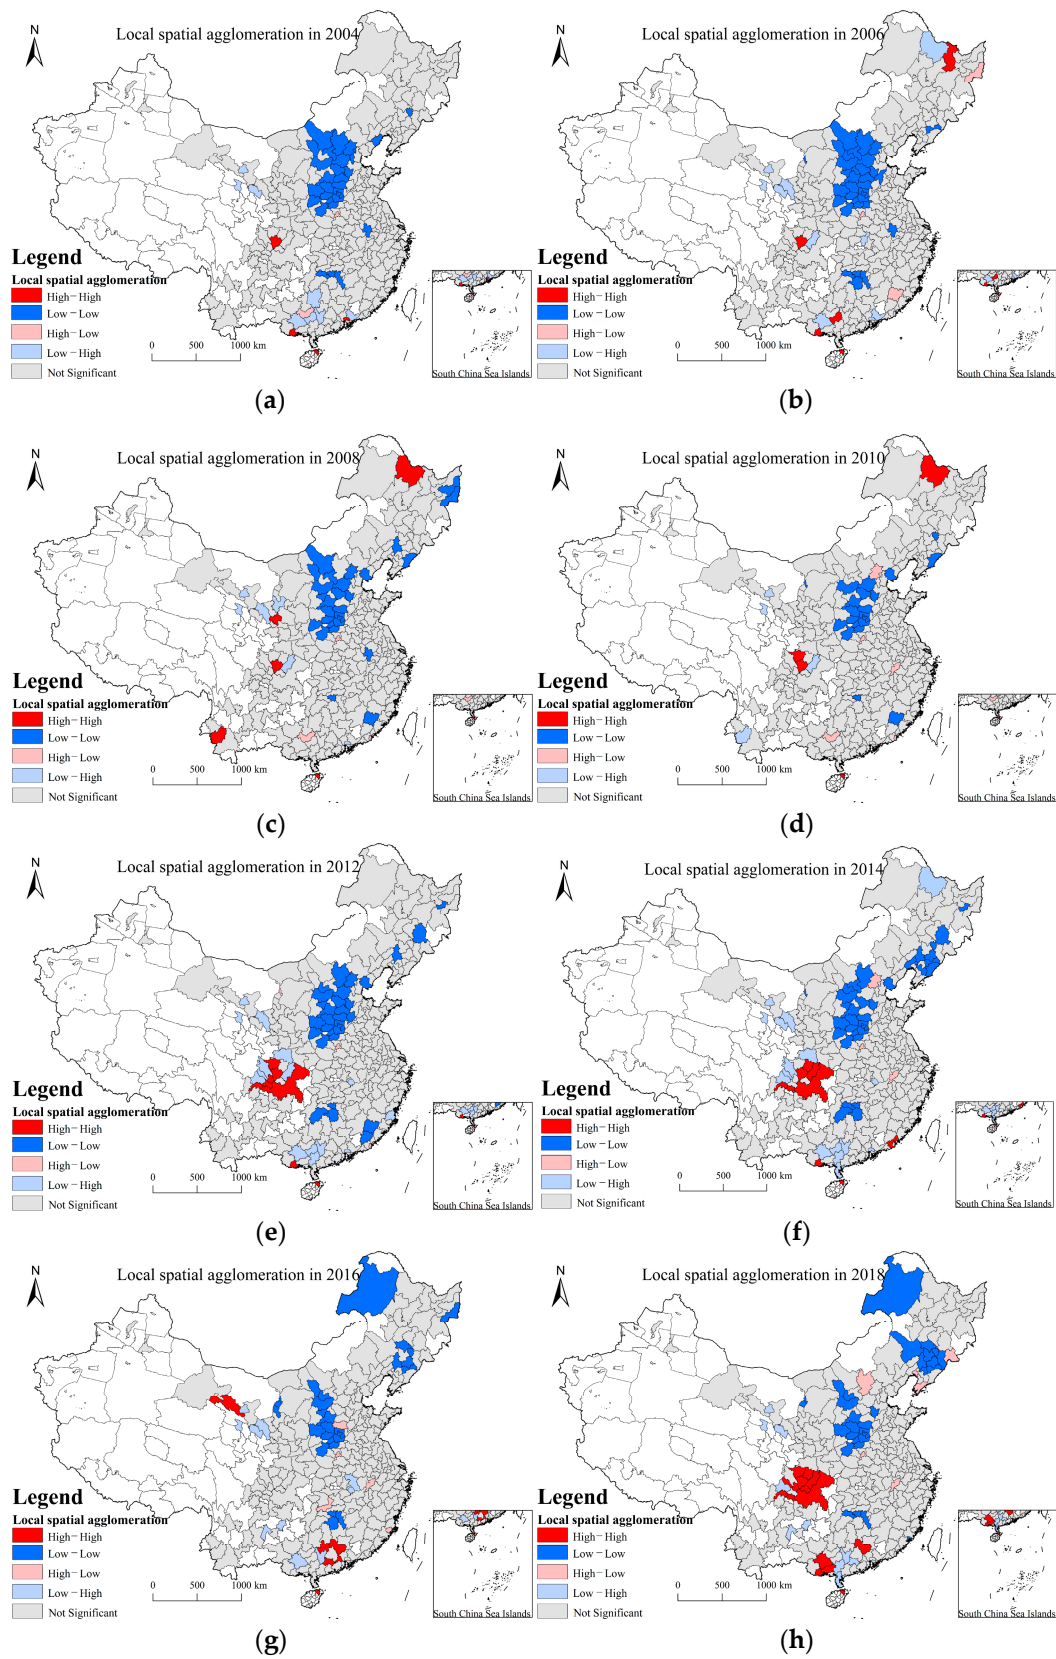 N
Local spatial agglomeration in 2004
Legend
Local spatial agglomeration
High-High
Low-Low
High-Low
Low-High
Not Significant
0 500 1000 km
South China Sea Islands
(a)
N
Local spatial agglomeration in 2006
Legend
Local spatial agglomeration
High-High
Low-Low
High-Low
Low-High
Not Significant
0 500 1000 km
South China Sea Islands
(b)
N
Local spatial agglomeration in 2008
Legend
Local spatial agglomeration
High-High
Low-Low
High-Low
Low-High
Not Significant
0 500 1000 km
South China Sea Islands
(c)
N
Local spatial agglomeration in 2010
Legend
Local spatial agglomeration
High-High
Low-Low
High-Low
Low-High
Not Significant
0 500 1000 km
South China Sea Islands
(d)
N
Local spatial agglomeration in 2012
Legend
Local spatial agglomeration
High-High
Low-Low
High-Low
Low-High
Not Significant
0 500 1000 km
South China Sea Islands
(e)
N
Local spatial agglomeration in 2014
Legend
Local spatial agglomeration
High-High
Low-Low
High-Low
Low-High
Not Significant
0 500 1000 km
South China Sea Islands
(f)
N
Local spatial agglomeration in 2016
Legend
Local spatial agglomeration
High-High
Low-Low
High-Low
Low-High
Not Significant
0 500 1000 km
South China Sea Islands
(g)
N
Local spatial agglomeration in 2018
Legend
Local spatial agglomeration
High-High
Low-Low
High-Low
Low-High
Not Significant
0 500 1000 km
South China Sea Islands
(h)